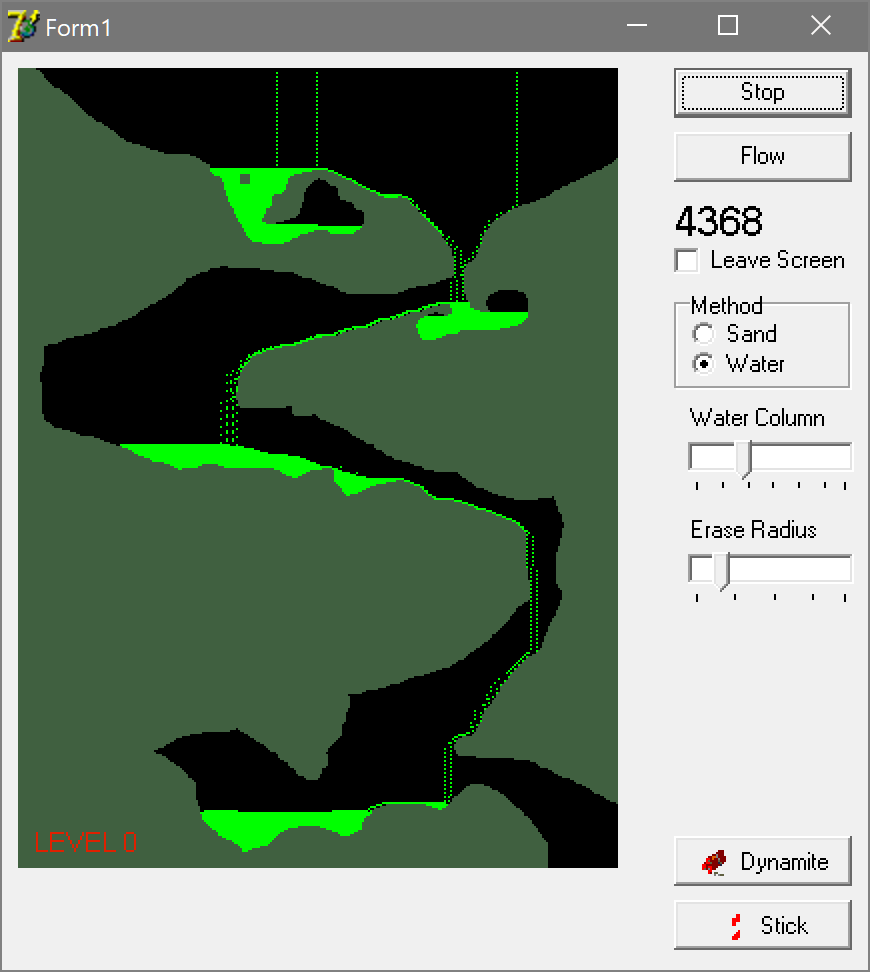 Form1
Stop
Flow
4368
Leave Screen
Method
Sand
Water
Water Column
Erase Radius
LEVEL 0
Dynamite
Stick